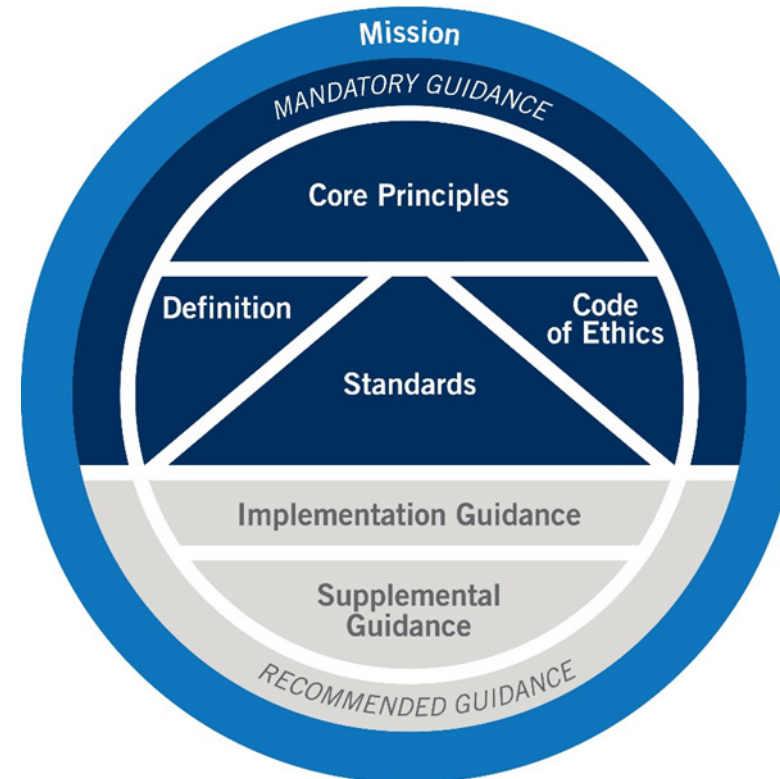 Mission
MANDATORY GUIDANCE
Core Principles
Definition
Code
of Ethics
Standards
Implementation Guidance
Supplemental
Guidance
RECOMMENDED GUIDANCE